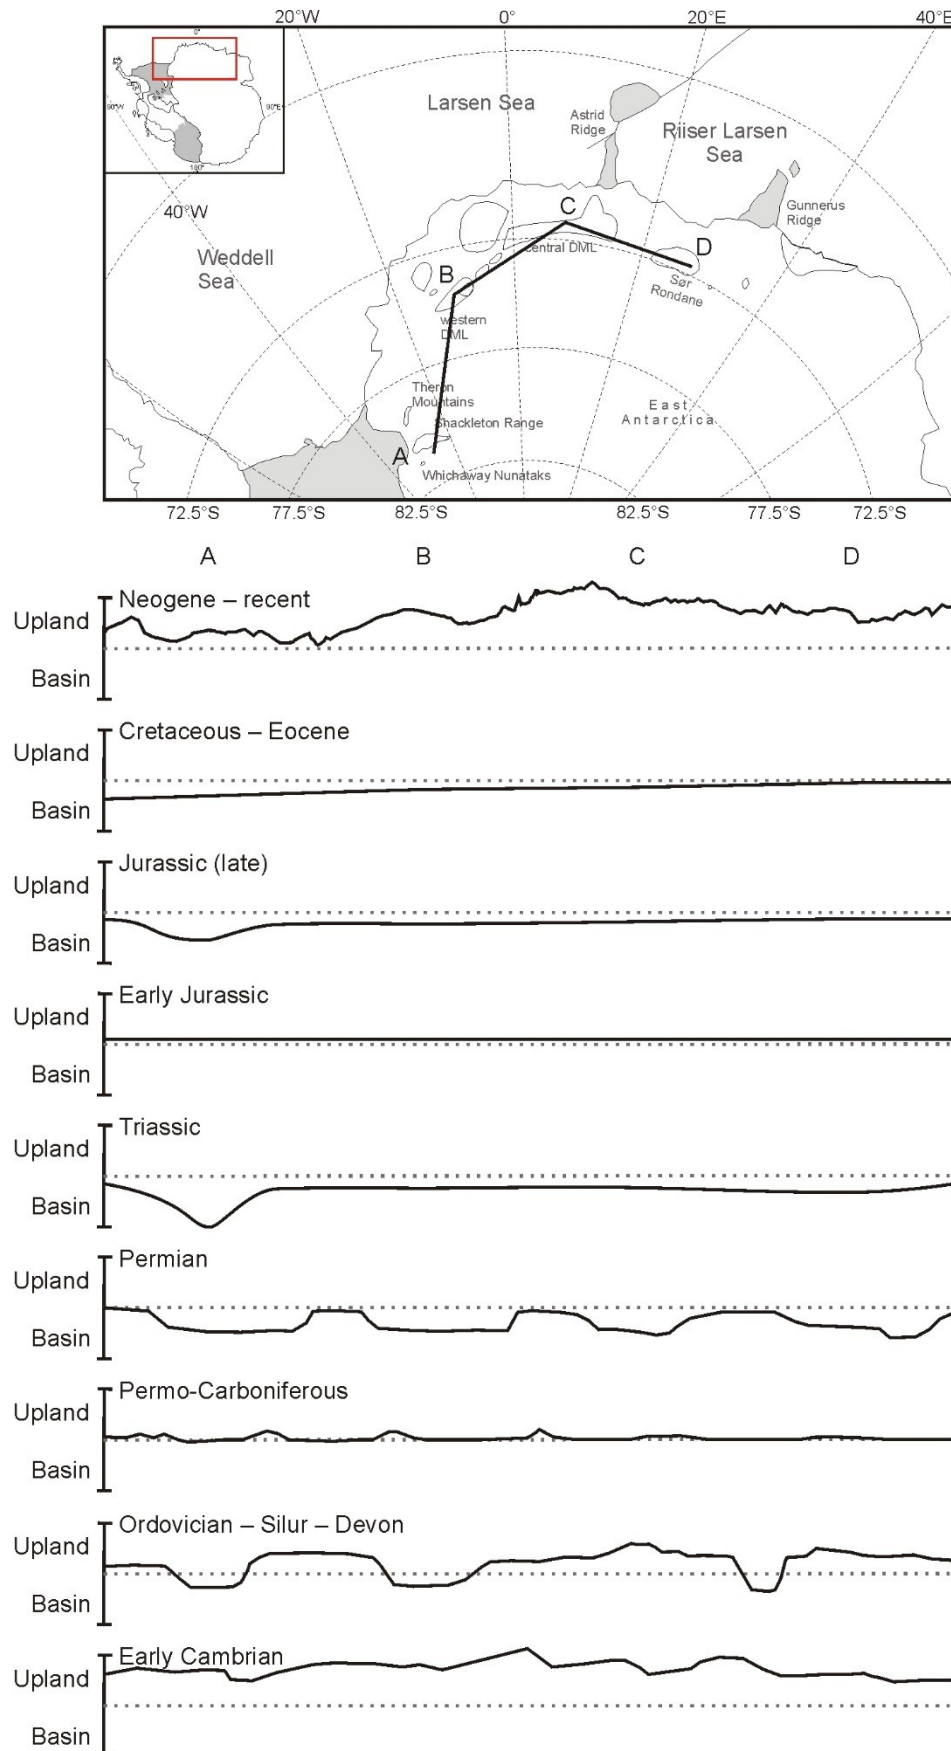 20°W 0° 20°E 40°E
0°
90°W 90°E
180°
Larsen Sea
Astrid
Ridge
Riiser Larsen
Sea
40°W
Gunnerus
Ridge
Weddell
Sea
C
central DML
D
B
Sør
Rondane
western
DML
Theron
Mountains
East
Antarctica
Shackleton Range
A
Whichaway Nunataks
72.5°S 77.5°S 82.5°S 82.5°S 77.5°S 72.5°S
A B C D
Neogene – recent
Upland
Basin
Cretaceous – Eocene
Upland
Basin
Jurassic (late)
Upland
Basin
Early Jurassic
Upland
Basin
Triassic
Upland
Basin
Permian
Upland
Basin
Permo-Carboniferous
Upland
Basin
Ordovician – Silur – Devon
Upland
Basin
Early Cambrian
Upland
Basin